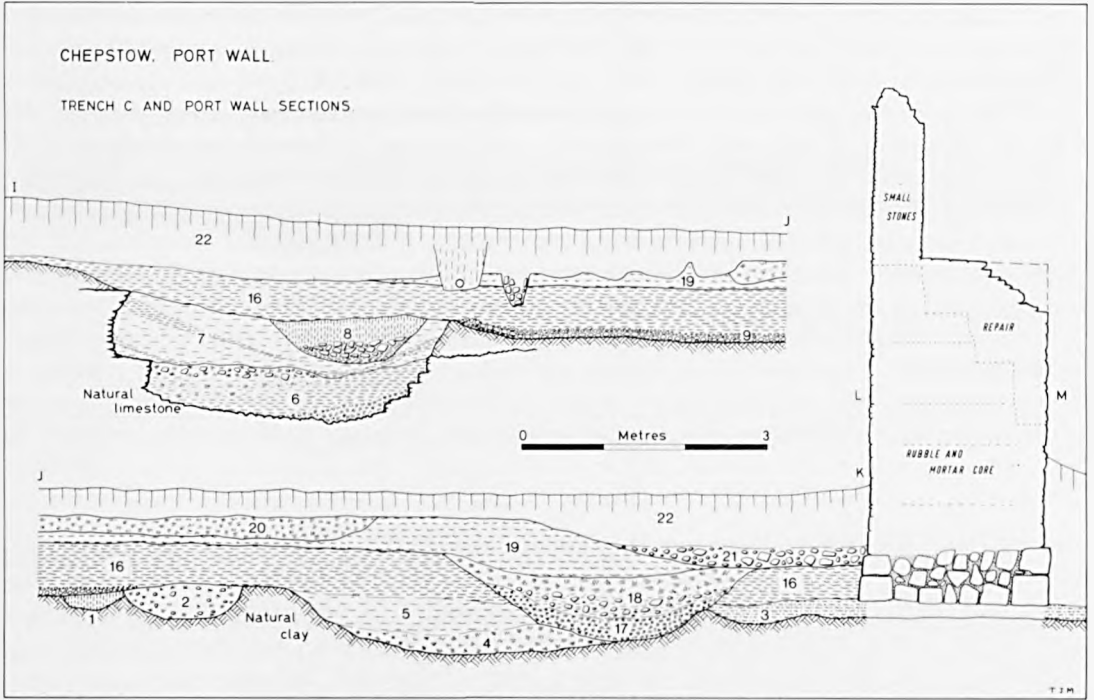 CHEPSTOW. PORT WALL.
TRENCH C AND PORT WALL SECTIONS.
I
J
22
SMALL
STONES
16
19
7
8
9
6
REPAIR
Natural
limestone
L
M
0 Metres 3
RUBBLE AND
MORTAR CORE
K
J
22
20
19
21
16
16
18
2
5
3
1
Natural
clay
17
4
T J M